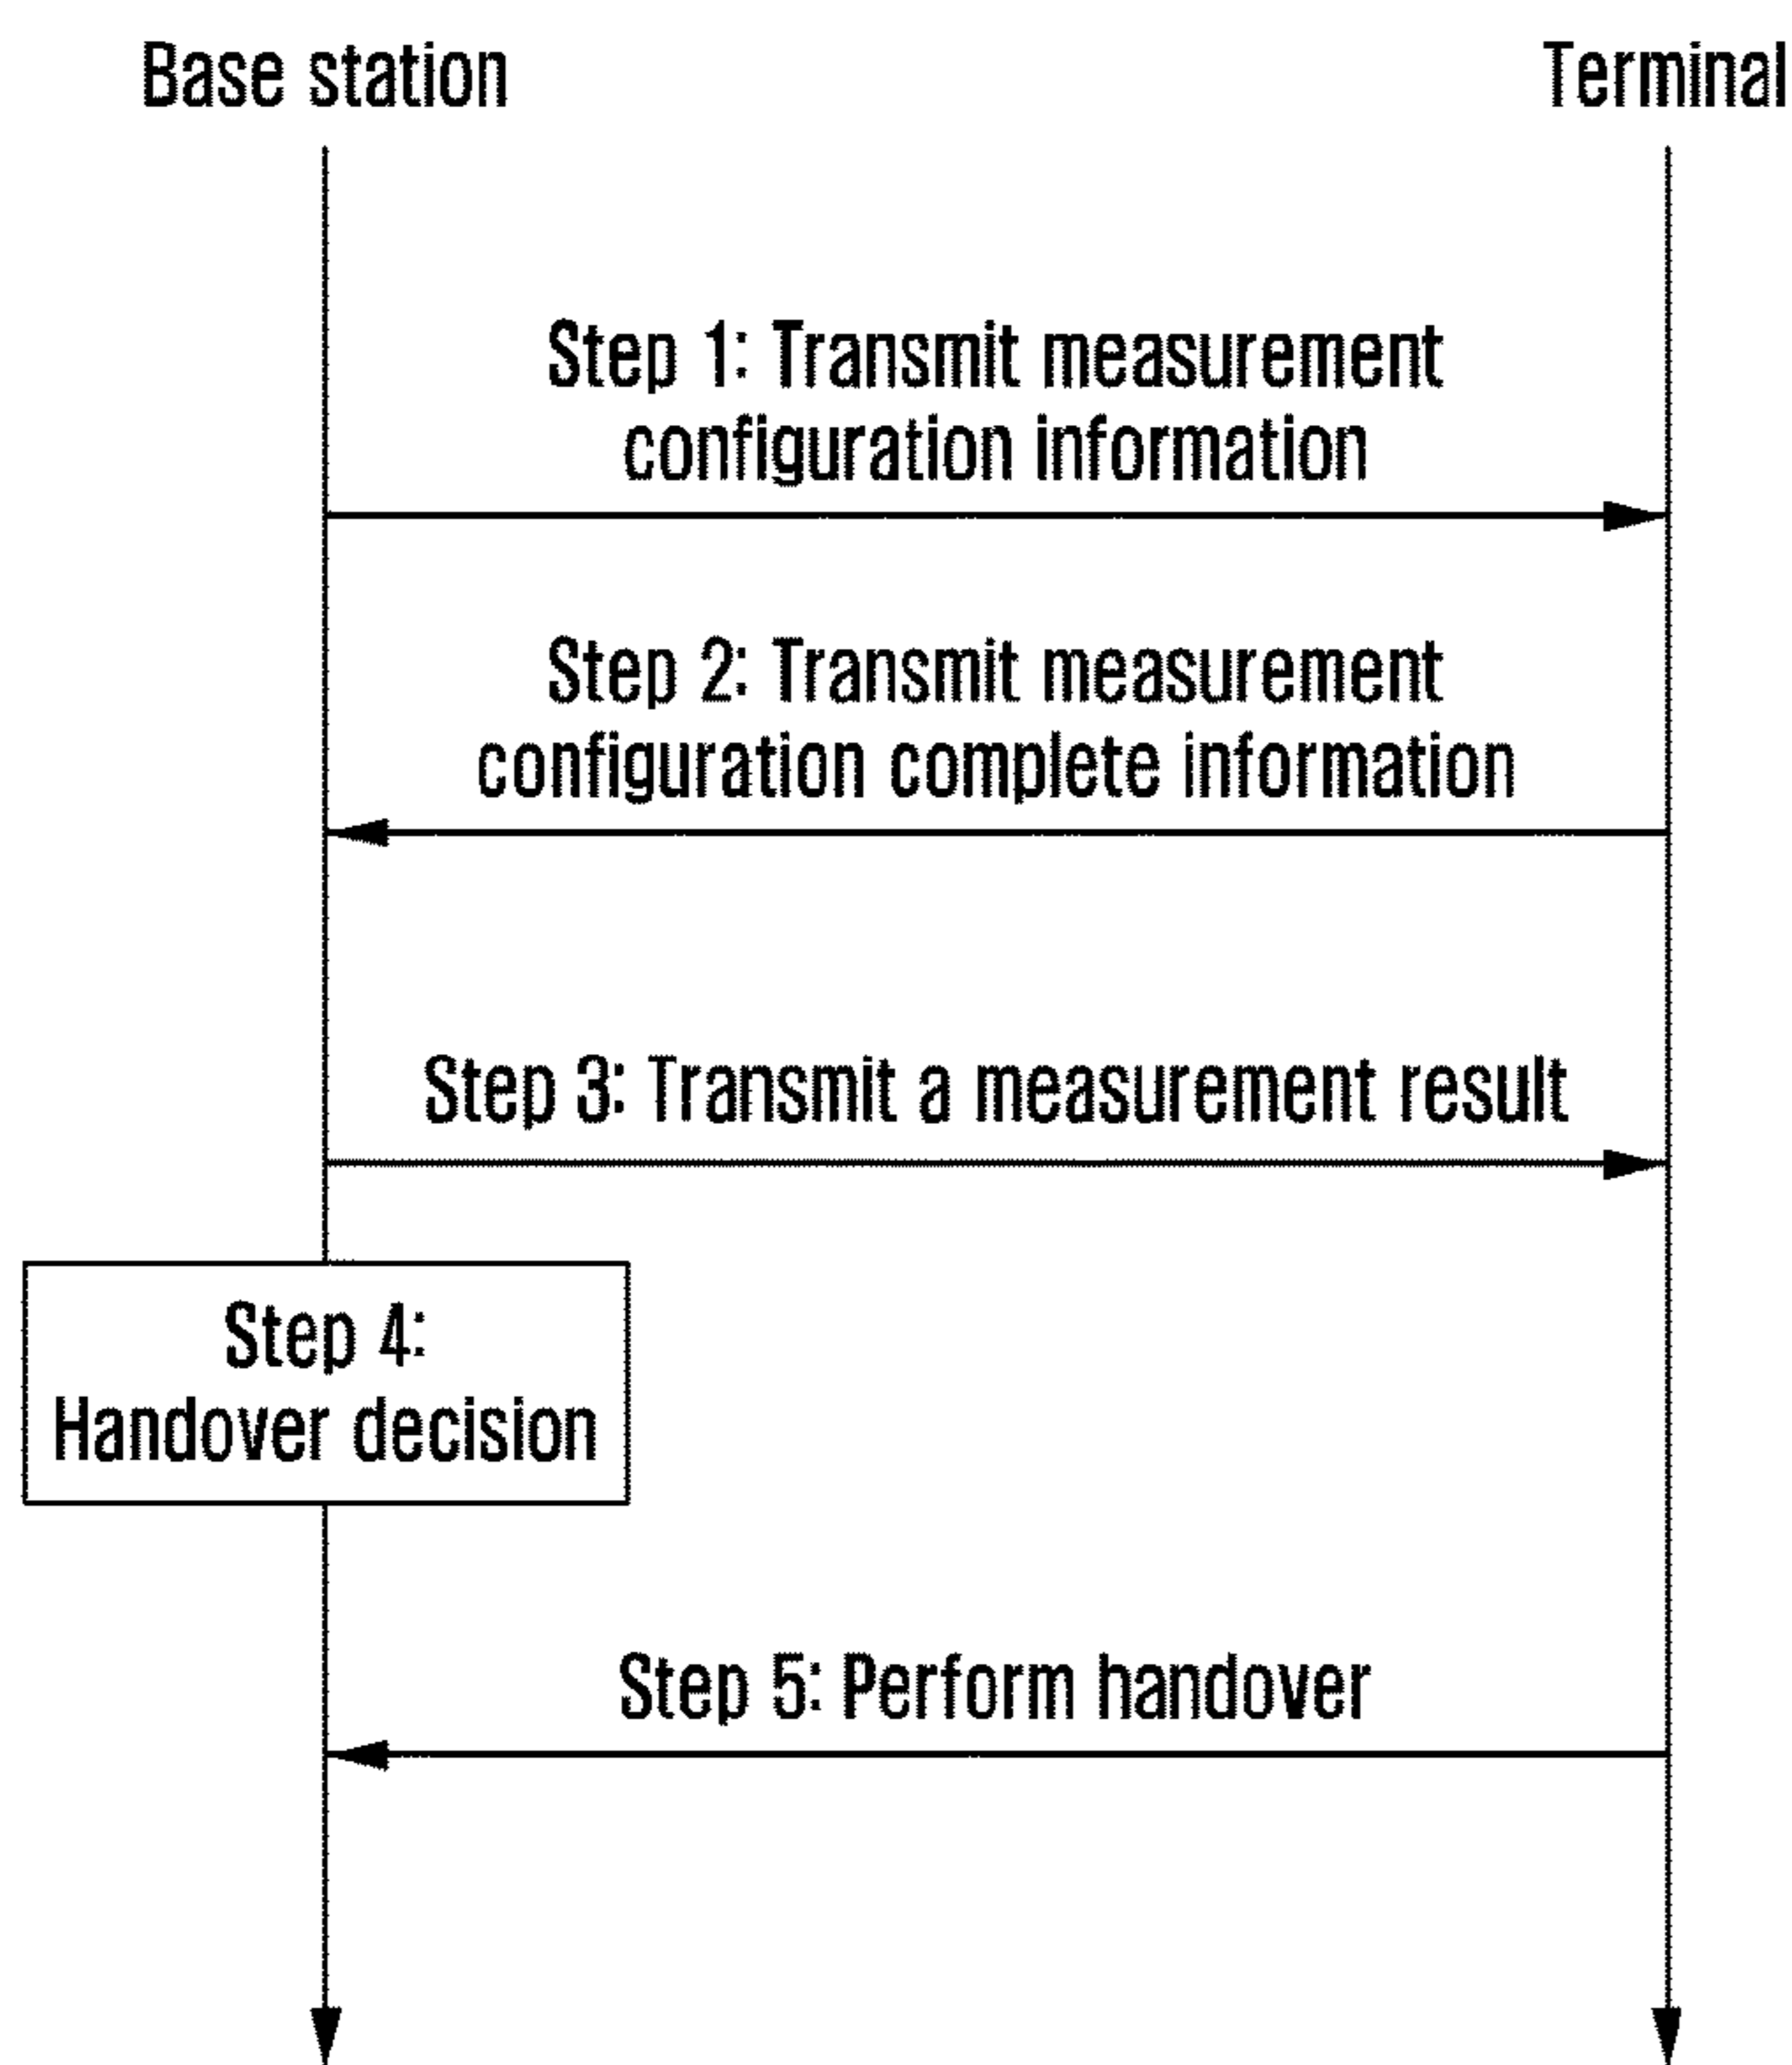 Base station
Terminal
Step 1: Transmit measurement
configuration information
Step 2: Transmit measurement
configuration complete information
Step 3: Transmit a measurement result
Step 4:
Handover decision
Step 5: Perform handover